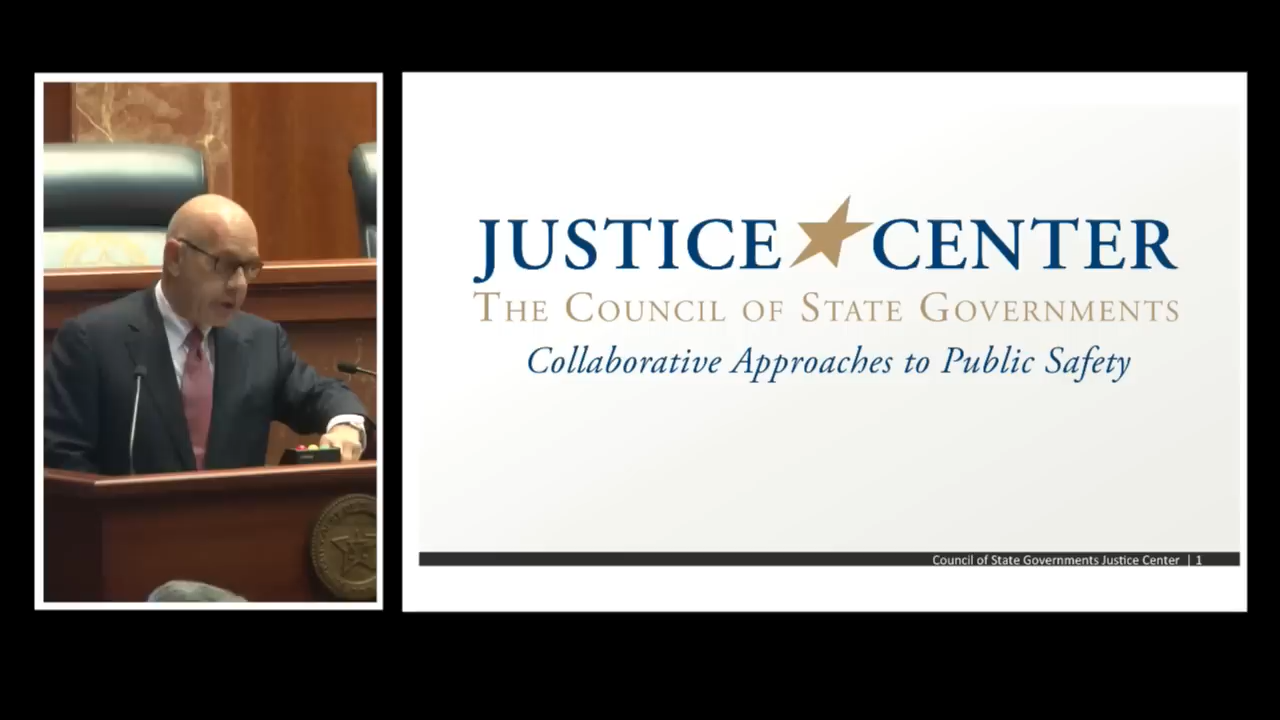 JUSTICE CENTER
THE COUNCIL OF STATE GOVERNMENTS
Collaborative Approaches to Public Safety
Council of State Governments Justice Center | 1